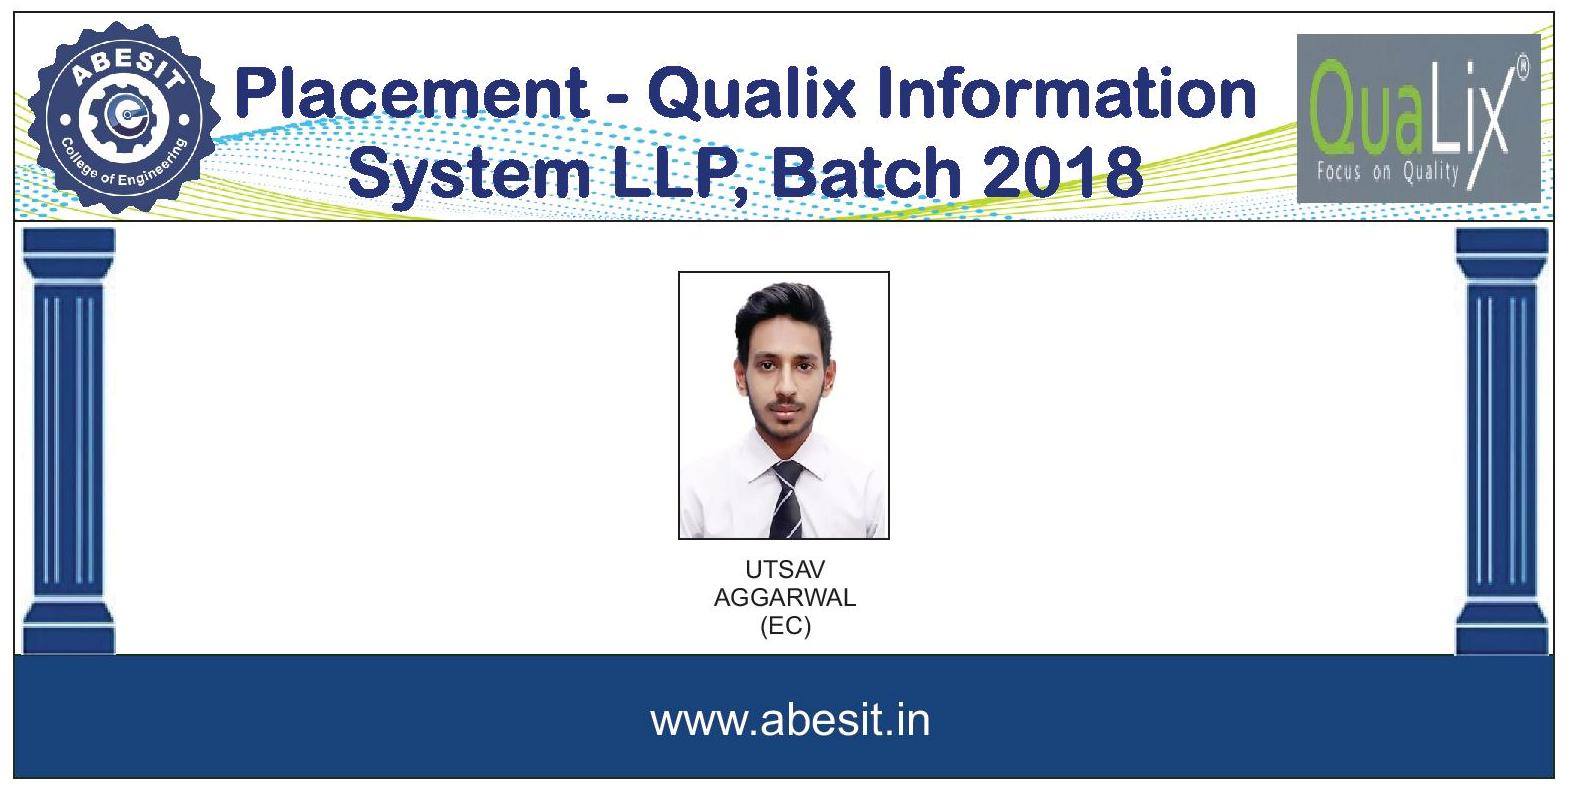 ABESIT
College of Engineering
Placement - Qualix Information
System LLP, Batch 2018
QuaLix®
Focus on Quality
UTSAV
AGGARWAL
(EC)
www.abesit.in